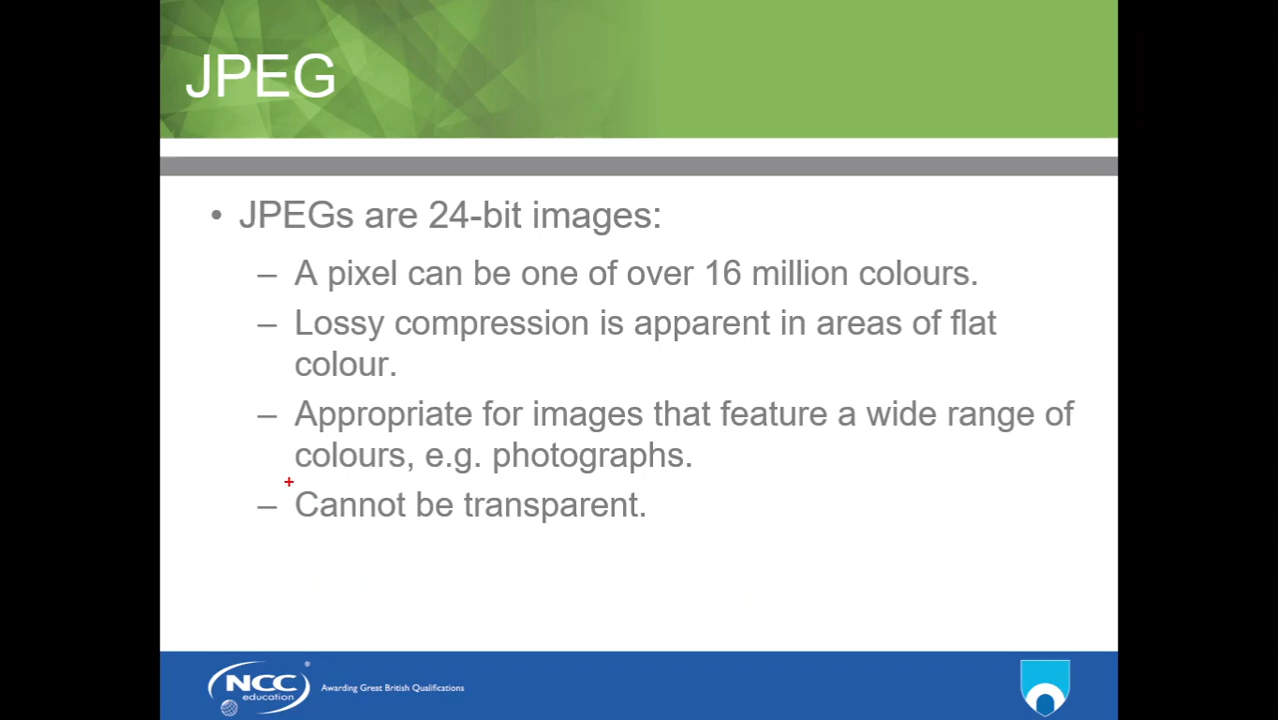 JPEG
• JPEGs are 24-bit images:
– A pixel can be one of over 16 million colours.
– Lossy compression is apparent in areas of flat
colour.
– Appropriate for images that feature a wide range of
colours, e.g. photographs.
– Cannot be transparent.
NCC
education
®
Awarding Great British Qualifications